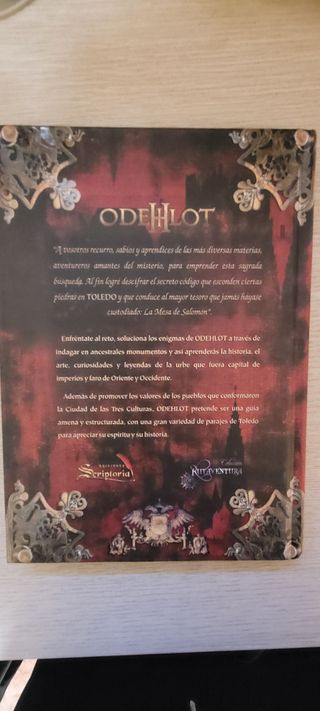 ODEHLOT
"A vosotros recurro, sabios y aprendices de las más diversas materias,
aventureros amantes del misterio, para emprender esta sagrada
búsqueda. Al fin logré descifrar el secreto código que esconden ciertas
piedras en TOLEDO y que conduce al mayor tesoro que jamás hayase
custodiado: La Mesa de Salomón".
Enfréntate al reto, soluciona los enigmas de ODEHLOT a través de
indagar en ancestrales monumentos y así aprenderás la historia, el
arte, curiosidades y leyendas de la urbe que fuera capital de
imperios y faro de Oriente y Occidente.
Además de promover los valores de los pueblos que conformaron
la Ciudad de las Tres Culturas, ODEHLOT pretende ser una guía
amena y estructurada, con una gran variedad de parajes de Toledo
para apreciar su espíritu y su historia.
EDICIONES
Scriptoria
Colección
RUTAVENTURA